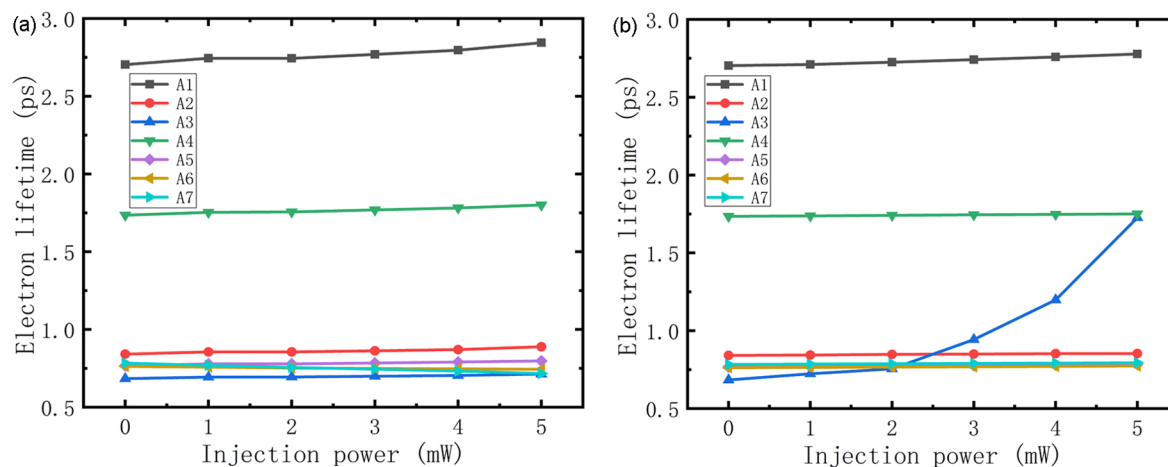 (a)
Electron lifetime (ps)
3.0
2.5
2.0
1.5
1.0
0.5
A1
A2
A3
A4
A5
A6
A7
0 1 2 3 4 5
Injection power (mW)
(b)
Electron lifetime (ps)
3.0
2.5
2.0
1.5
1.0
0.5
A1
A2
A3
A4
A5
A6
A7
0 1 2 3 4 5
Injection power (mW)